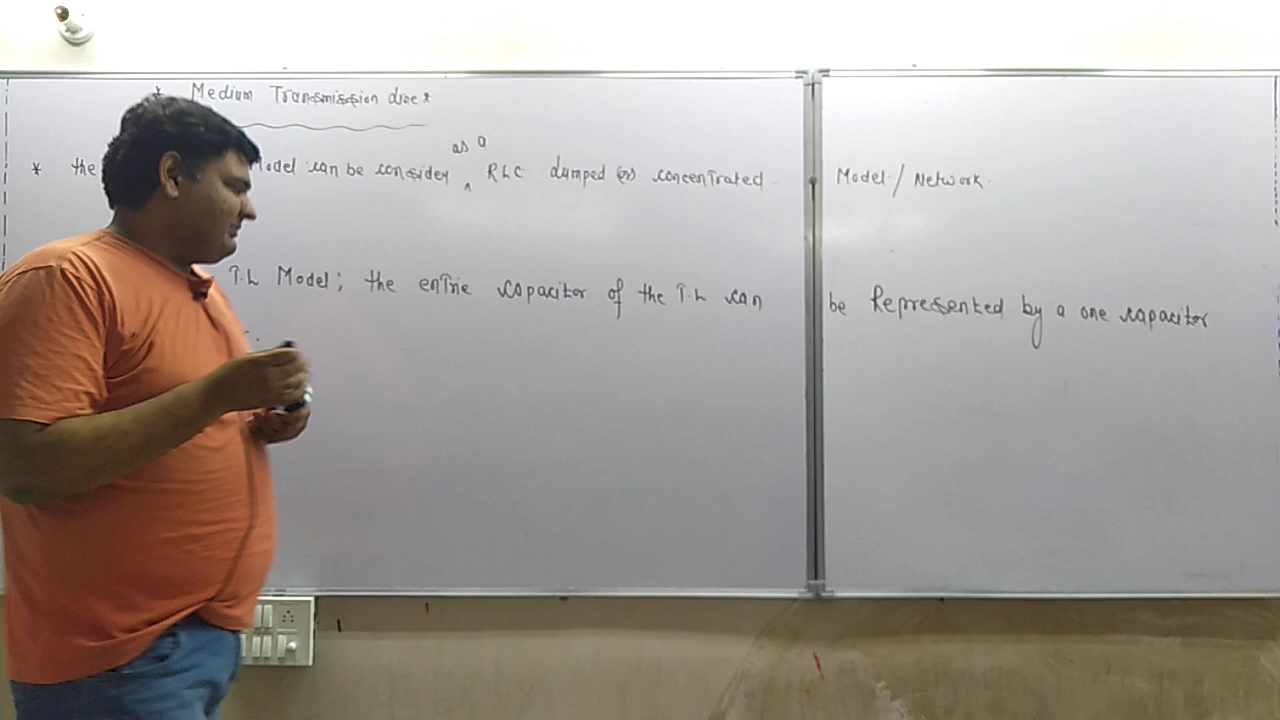 * Medium Transmission Line *
* the Model can be consider as a RLC Lumped (or) concentrated Model / Network.
T.L Model; the entrie capacitor of the T.L can be Represented by a one capacitor